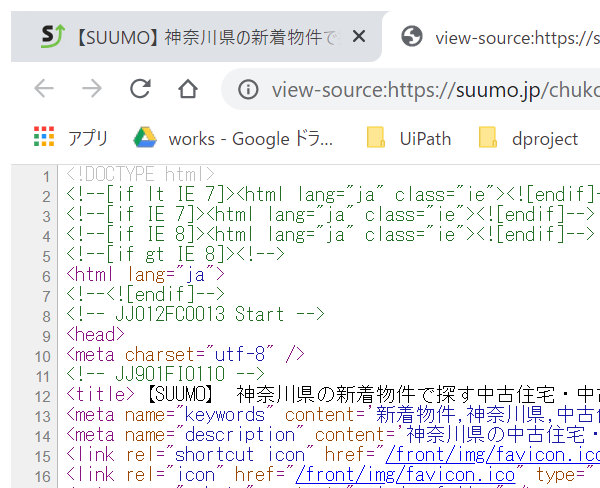 【SUUMO】神奈川県の新着物件で
view-source:https://s
view-source:https://suumo.jp/chukc
アプリ works - Google ドラ... UiPath dproject
1 <!DOCTYPE html>
2 <!--[if lt IE 7]><html lang="ja" class="ie"><![endif]
3 <!--[if IE 7]><html lang="ja" class="ie"><![endif]-->
4 <!--[if IE 8]><html lang="ja" class="ie"><![endif]-->
5 <!--[if gt IE 8]><!-->
6 <html lang="ja">
7 <!--<![endif]-->
8 <!-- JJ012FC0013 Start -->
9 <head>
10 <meta charset="utf-8" />
11 <!-- JJ901FI0110 -->
12 <title>【SUUMO】 神奈川県の新着物件で探す中古住宅・中古
13 <meta name="keywords" content='新着物件,神奈川県,中古住
14 <meta name="description" content='神奈川県の中古住宅・
15 <link rel="shortcut icon" href="/front/img/favicon.ico
16 <link rel="icon" href="/front/img/favicon.ico" type="